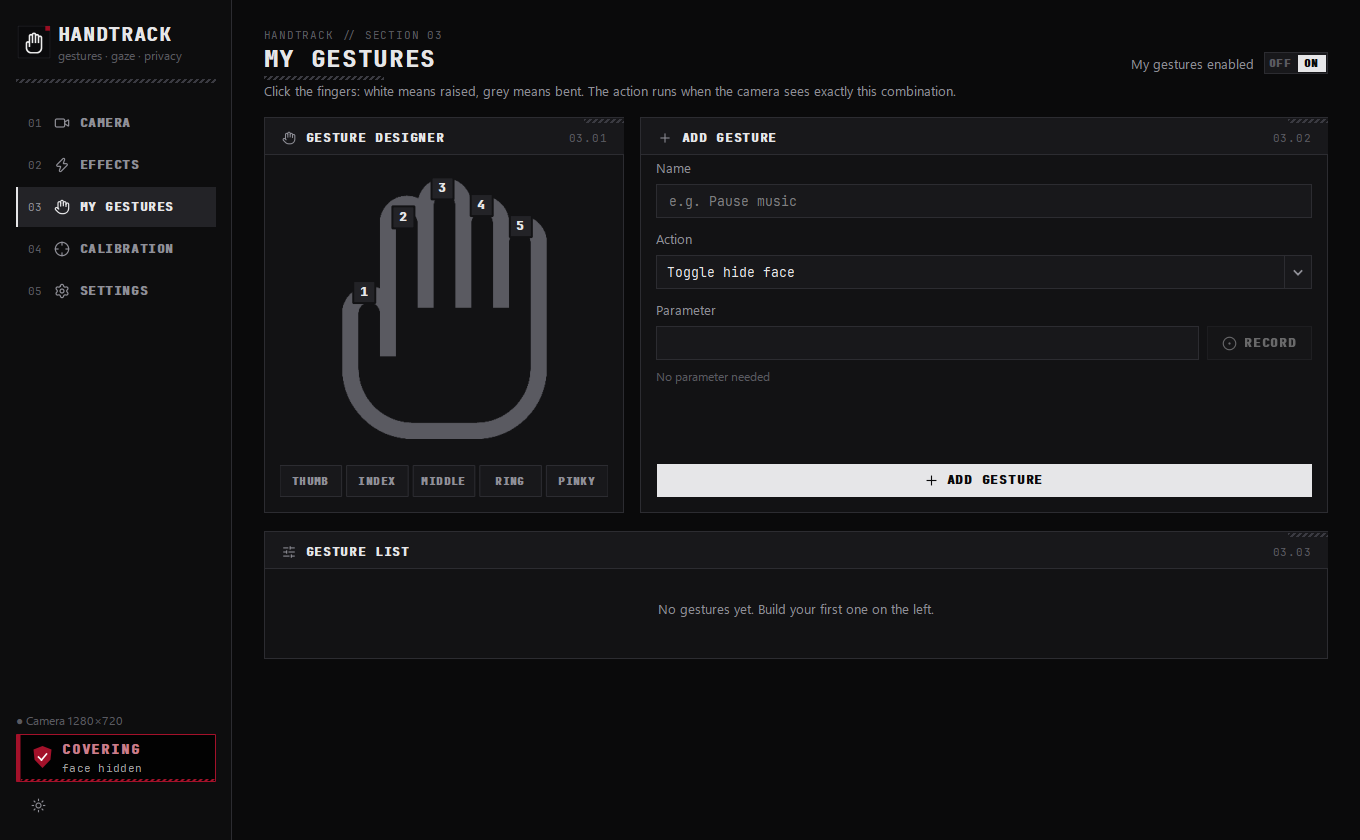 HANDTRACK
gestures · gaze · privacy
01 CAMERA
02 EFFECTS
03 MY GESTURES
04 CALIBRATION
05 SETTINGS
Camera 1280×720
COVERING
face hidden
HANDTRACK // SECTION 03
MY GESTURES
My gestures enabled OFF ON
Click the fingers: white means raised, grey means bent. The action runs when the camera sees exactly this combination.
GESTURE DESIGNER 03.01
1
2
3
4
5
THUMB INDEX MIDDLE RING PINKY
ADD GESTURE 03.02
Name
e.g. Pause music
Action
Toggle hide face
Parameter
RECORD
No parameter needed
ADD GESTURE
GESTURE LIST 03.03
No gestures yet. Build your first one on the left.